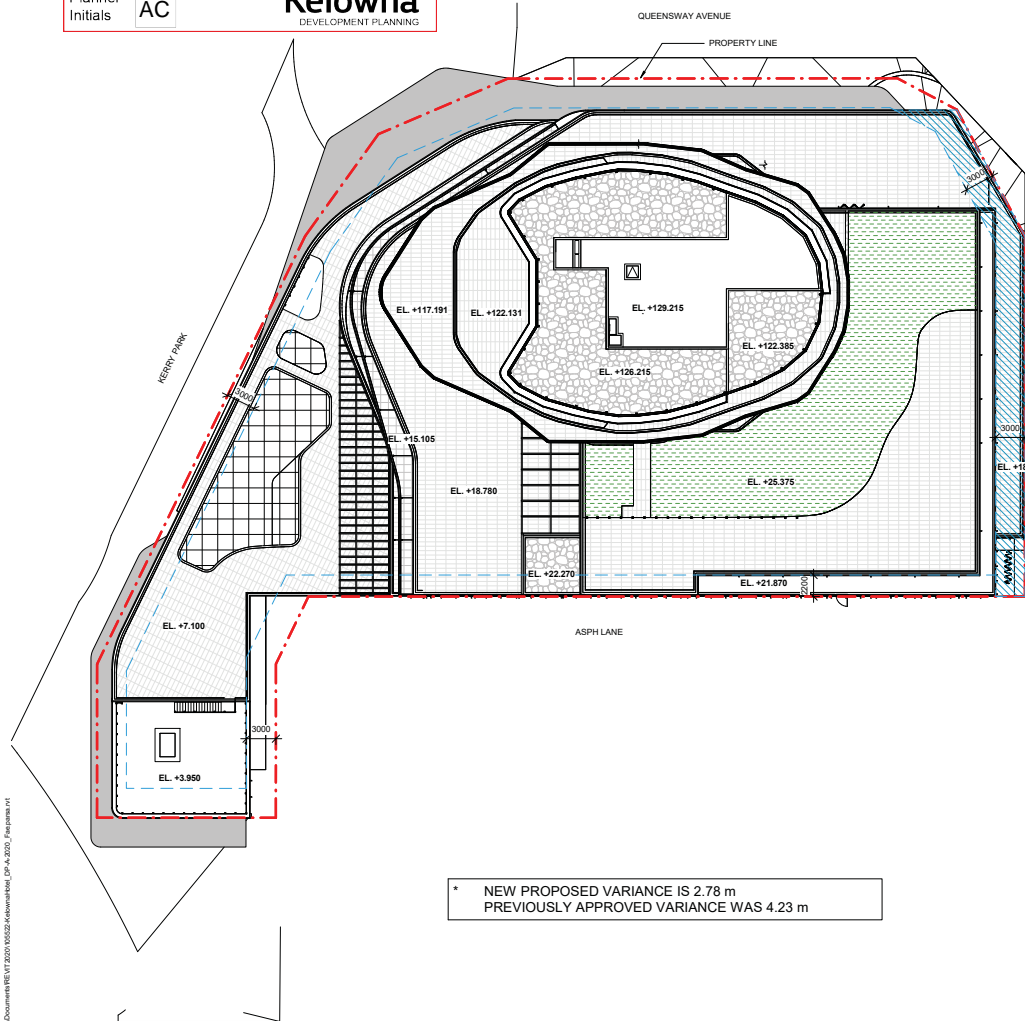 Initials
AC
Kelowna
DEVELOPMENT PLANNING
QUEENSWAY AVENUE
PROPERTY LINE
3000
KERRY PARK
EL. +117.191
EL. +122.131
EL. +129.215
EL. +122.385
EL. +126.215
3000
EL. +15.105
3000
EL. +18.780
EL. +25.375
EL. +22.270
EL. +21.870
2200
EL. +7.100
ASPH LANE
3000
EL. +3.950
* NEW PROPOSED VARIANCE IS 2.78 m
PREVIOUSLY APPROVED VARIANCE WAS 4.23 m